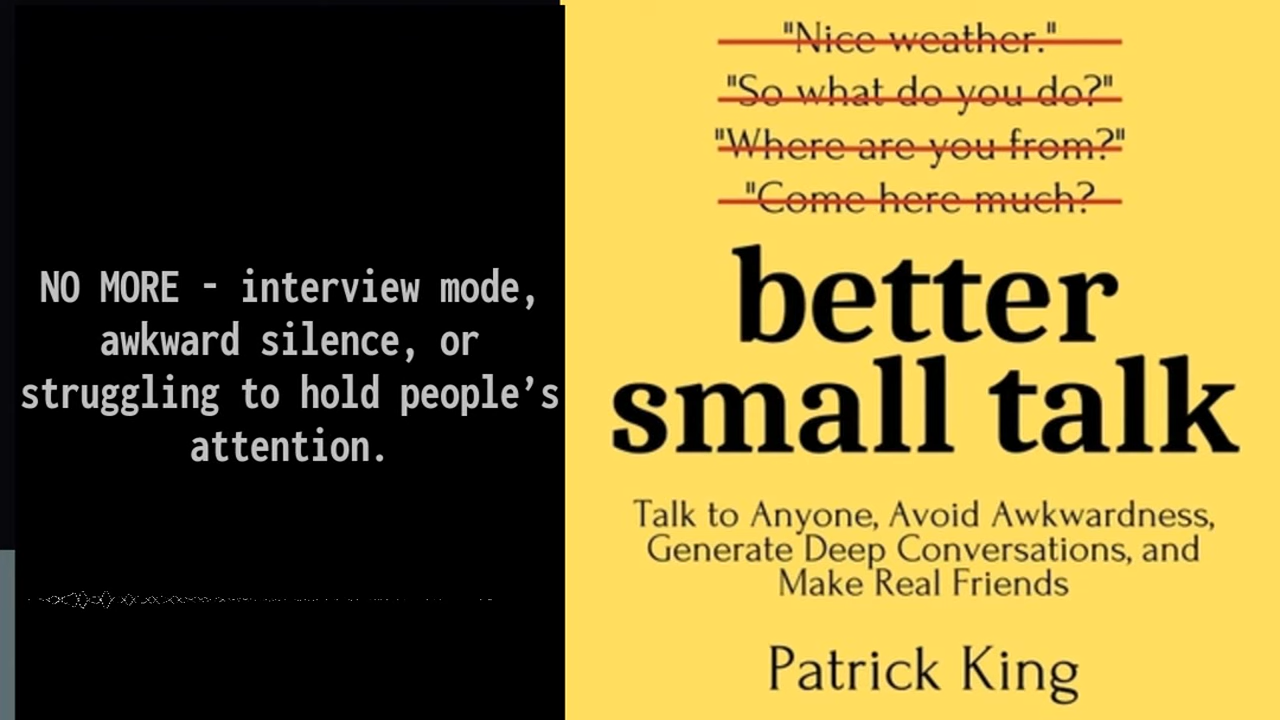 NO MORE - interview mode,
awkward silence, or
struggling to hold people’s
attention.
"Nice weather."
"So what do you do?"
"Where are you from?"
"Come here much?
better
small talk
Talk to Anyone, Avoid Awkwardness,
Generate Deep Conversations, and
Make Real Friends
Patrick King